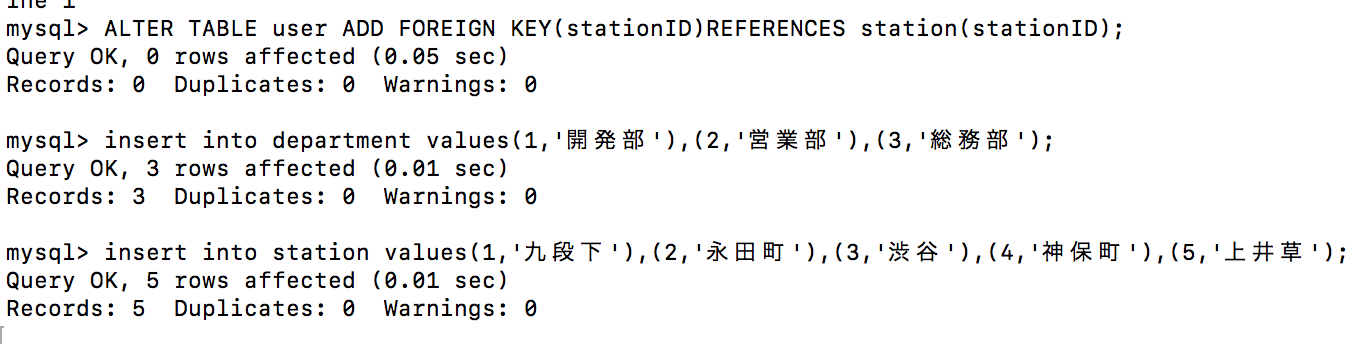 ine 1
mysql> ALTER TABLE user ADD FOREIGN KEY(stationID)REFERENCES station(stationID);
Query OK, 0 rows affected (0.05 sec)
Records: 0  Duplicates: 0  Warnings: 0
mysql> insert into department values(1,'開発部'),(2,'営業部'),(3,'総務部');
Query OK, 3 rows affected (0.01 sec)
Records: 3  Duplicates: 0  Warnings: 0
mysql> insert into station values(1,'九段下'),(2,'永田町'),(3,'渋谷'),(4,'神保町'),(5,'上井草');
Query OK, 5 rows affected (0.01 sec)
Records: 5  Duplicates: 0  Warnings: 0